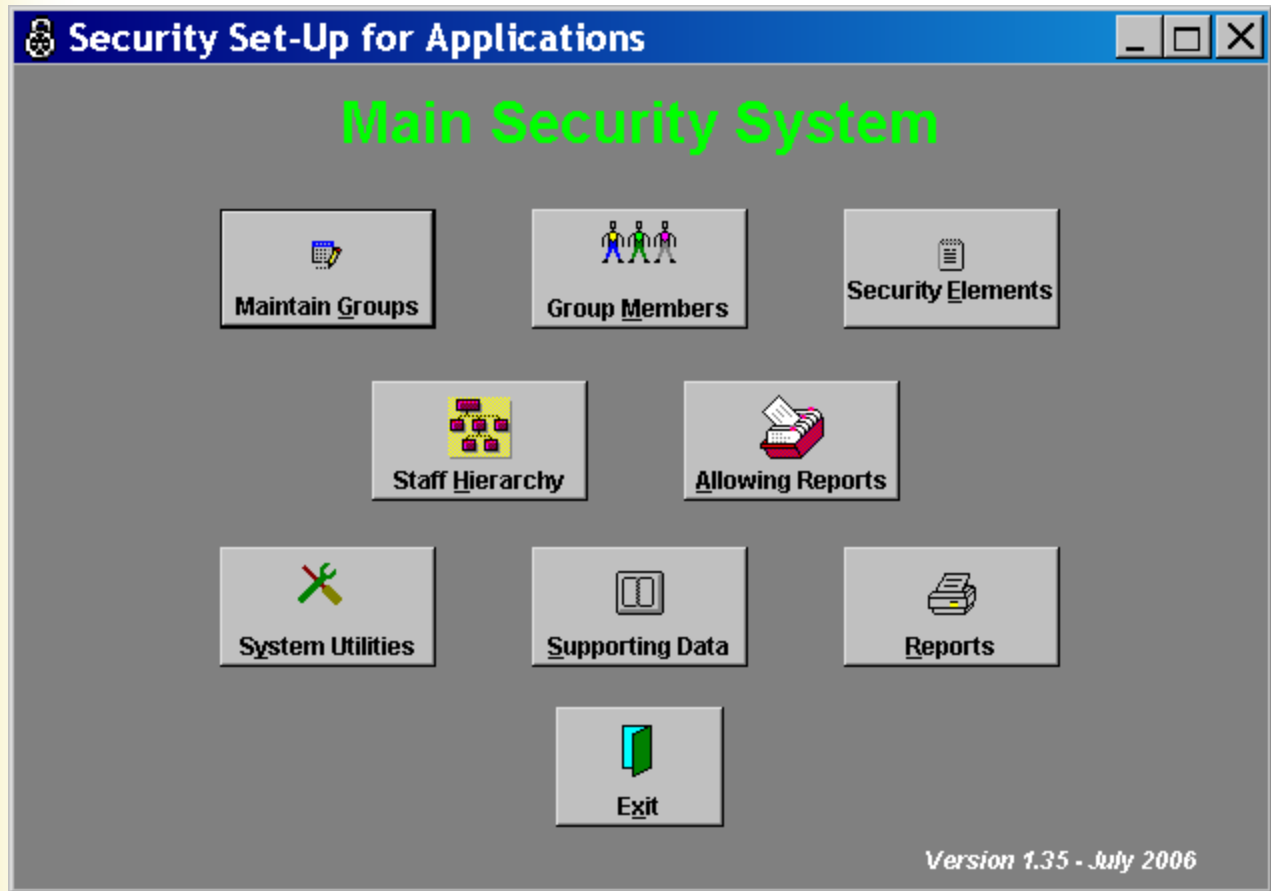 Security Set-Up for Applications
Main Security System
Maintain Groups
Group Members
Security Elements
Staff Hierarchy
Allowing Reports
System Utilities
Supporting Data
Reports
Exit
Version 1.35 - July 2006